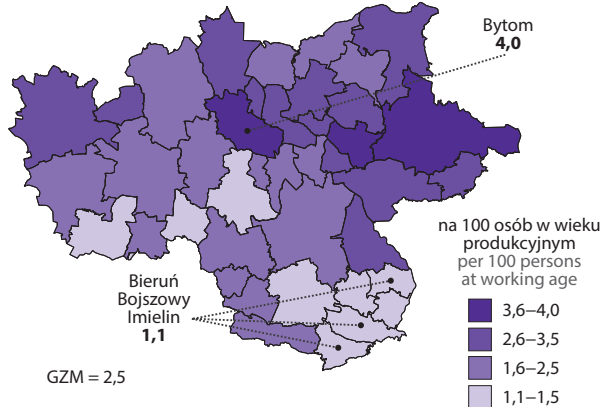 Bytom
4,0
na 100 osób w wieku
produkcyjnym
per 100 persons
at working age
3,6–4,0
2,6–3,5
1,6–2,5
1,1–1,5
Bieruń
Bojszowy
Imielin
1,1
GZM = 2,5